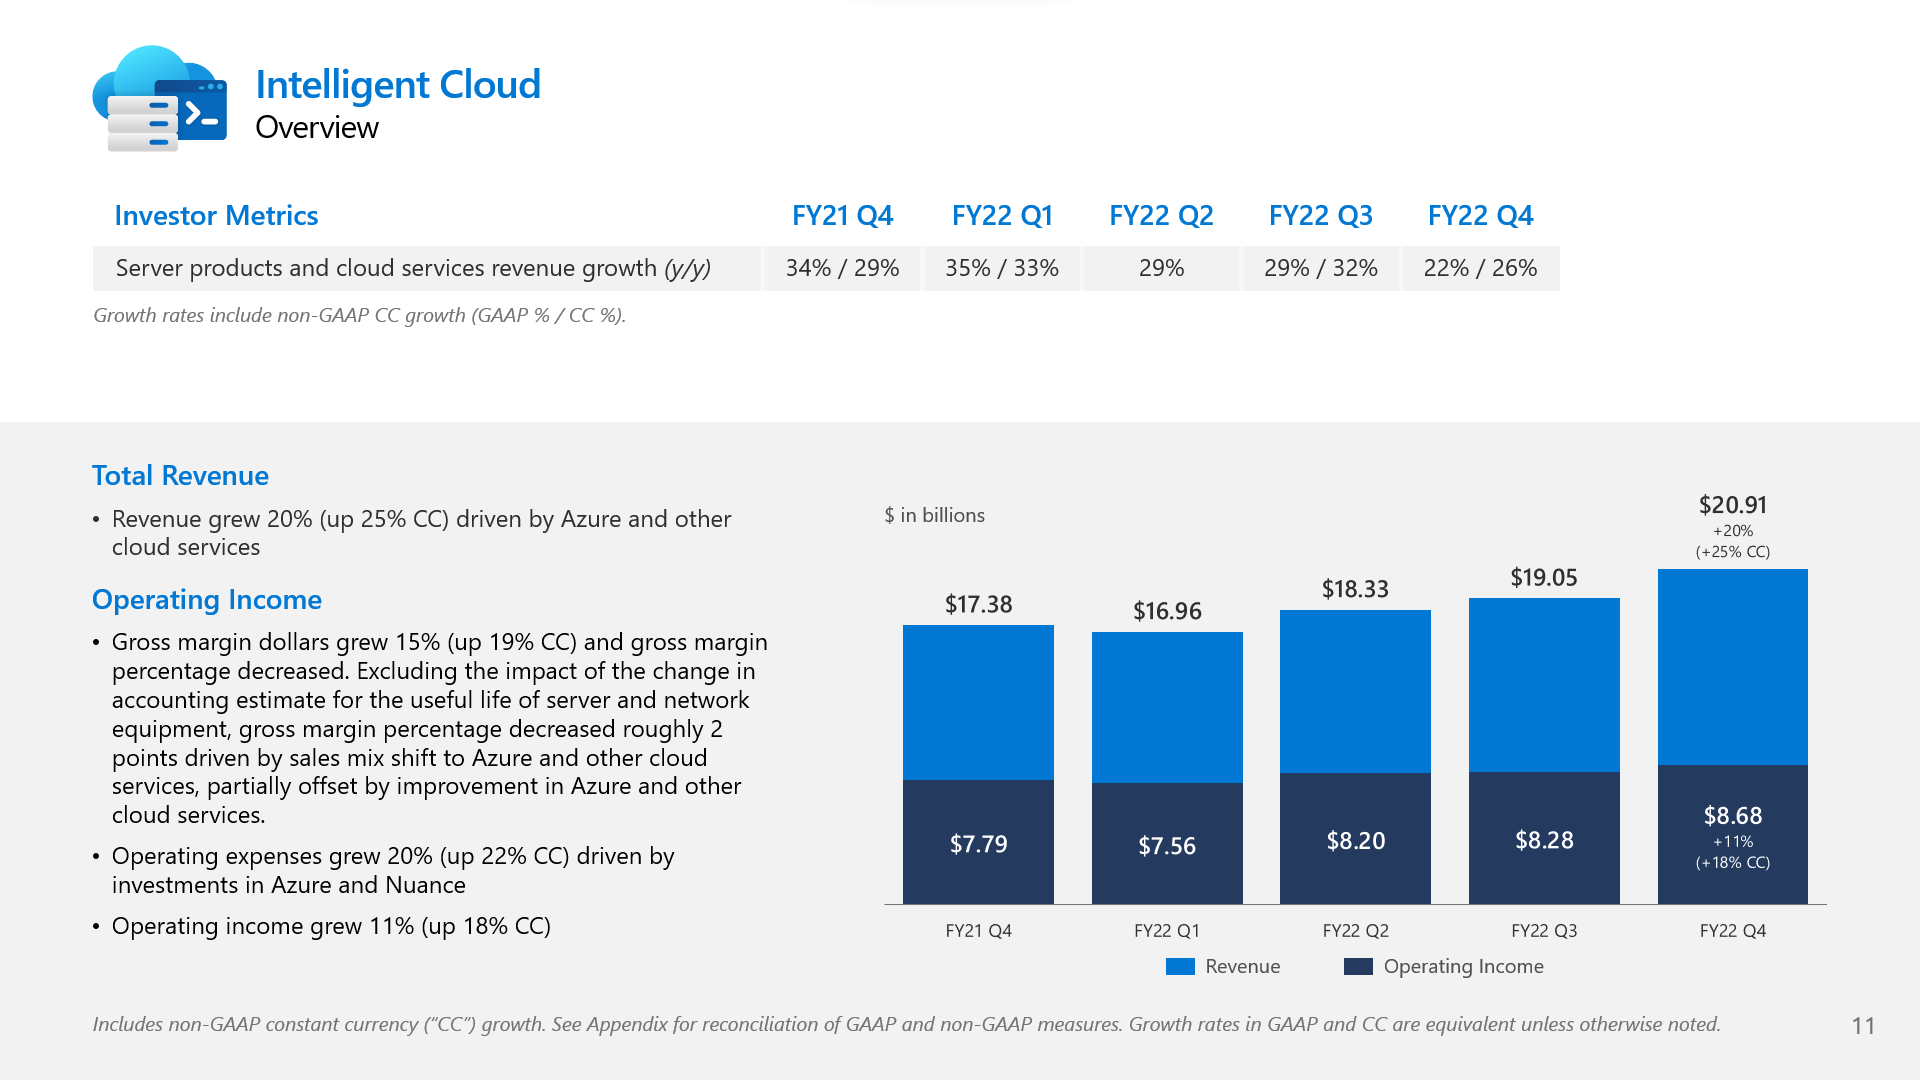 Intelligent Cloud
Overview
Investor Metrics FY21 Q4 FY22 Q1 FY22 Q2 FY22 Q3 FY22 Q4
Server products and cloud services revenue growth (y/y) 34% / 29% 35% / 33% 29% 29% / 32% 22% / 26%
Growth rates include non-GAAP CC growth (GAAP % / CC %).
Total Revenue
• Revenue grew 20% (up 25% CC) driven by Azure and other
cloud services
Operating Income
• Gross margin dollars grew 15% (up 19% CC) and gross margin
percentage decreased. Excluding the impact of the change in
accounting estimate for the useful life of server and network
equipment, gross margin percentage decreased roughly 2
points driven by sales mix shift to Azure and other cloud
services, partially offset by improvement in Azure and other
cloud services.
• Operating expenses grew 20% (up 22% CC) driven by
investments in Azure and Nuance
• Operating income grew 11% (up 18% CC)
$ in billions
$17.38
$16.96
$18.33
$19.05
$20.91
+20%
(+25% CC)
$7.79
$7.56
$8.20
$8.28
$8.68
+11%
(+18% CC)
FY21 Q4 FY22 Q1 FY22 Q2 FY22 Q3 FY22 Q4
Revenue Operating Income
Includes non-GAAP constant currency (“CC”) growth. See Appendix for reconciliation of GAAP and non-GAAP measures. Growth rates in GAAP and CC are equivalent unless otherwise noted.
11